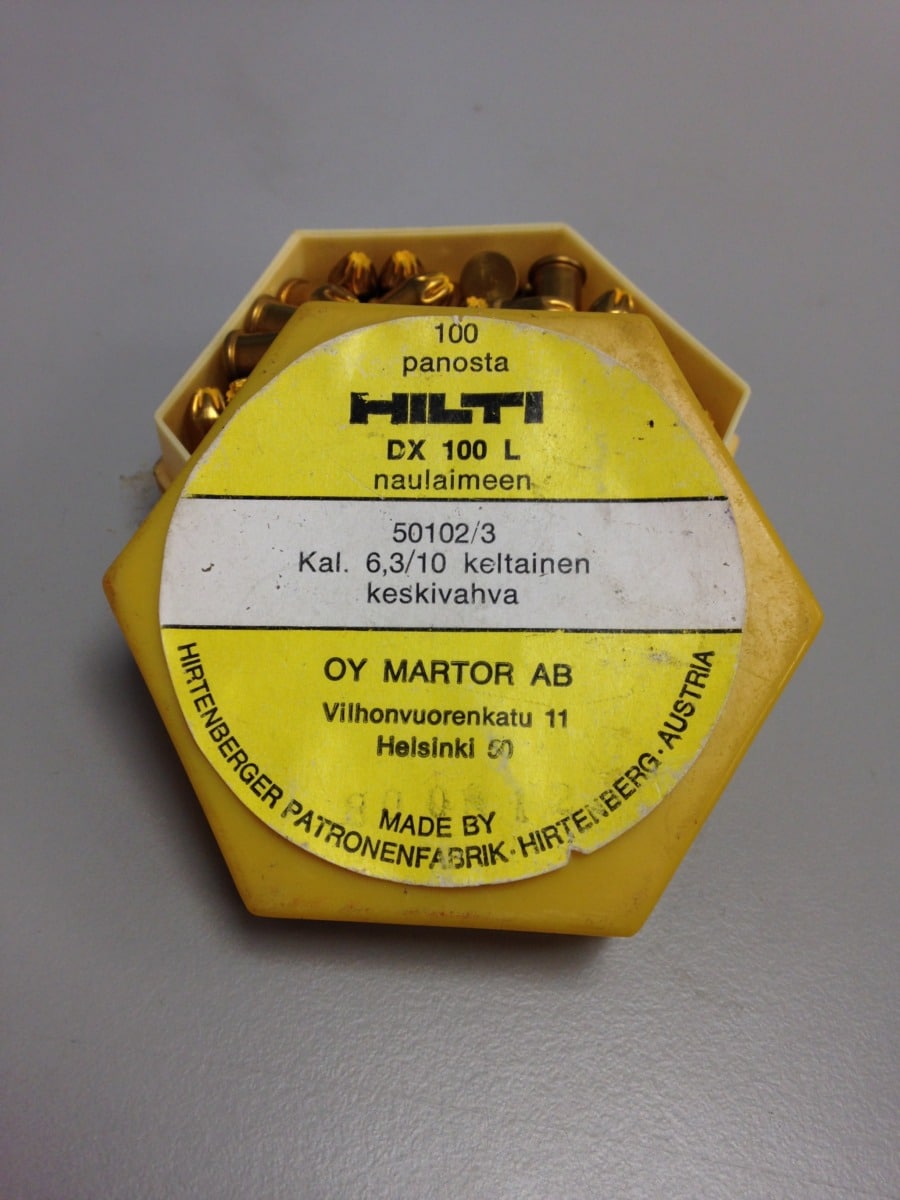 100
panosta
HILTI
DX 100 L
naulaimeen
50102/3
Kal. 6,3/10 keltainen
keskivahva
OY MARTOR AB
Vilhonvuorenkatu 11
Helsinki 50
MADE BY
HIRTENBERGER PATRONENFABRIK · HIRTENBERG · AUSTRIA